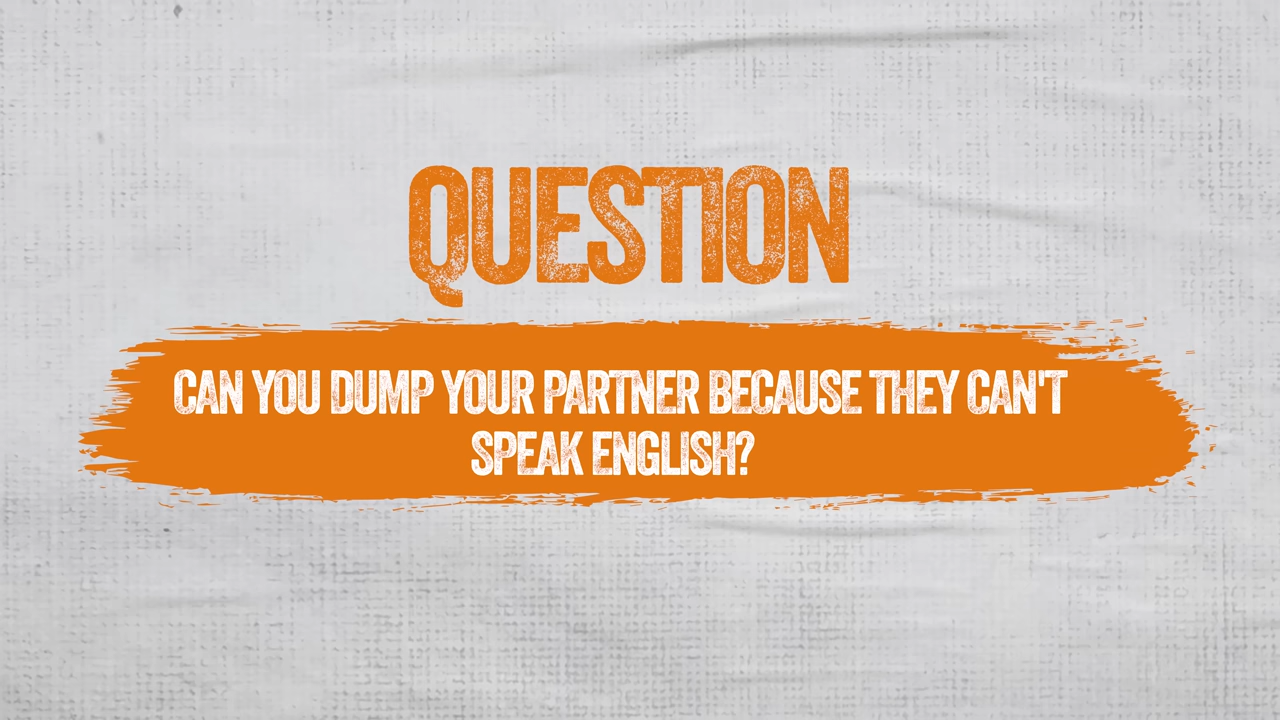 QUESTION
CAN YOU DUMP YOUR PARTNER BECAUSE THEY CAN'T
SPEAK ENGLISH?